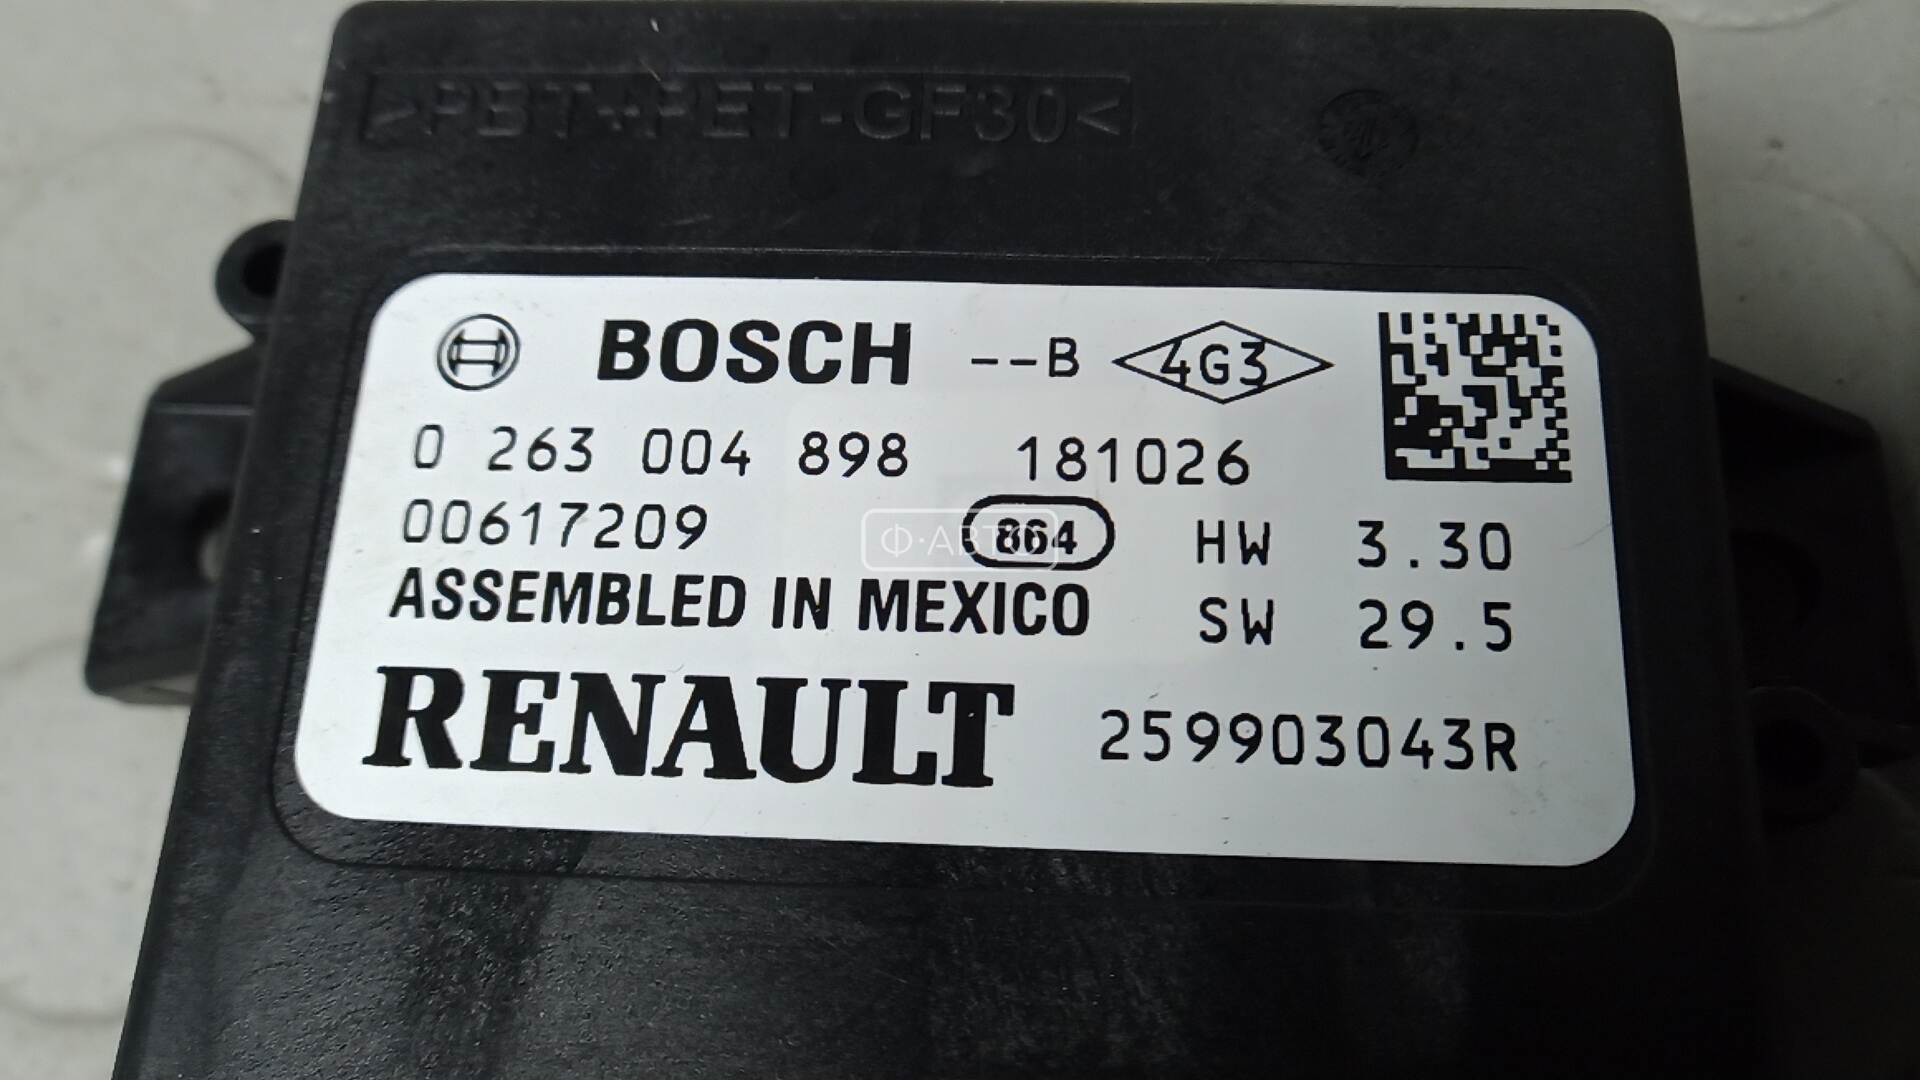 >PBT+PET-GF30<
BOSCH --B 4G3
0 263 004 898 181026
00617209 864 HW 3.30
Ф·АВТО
ASSEMBLED IN MEXICO SW 29.5
RENAULT 259903043R